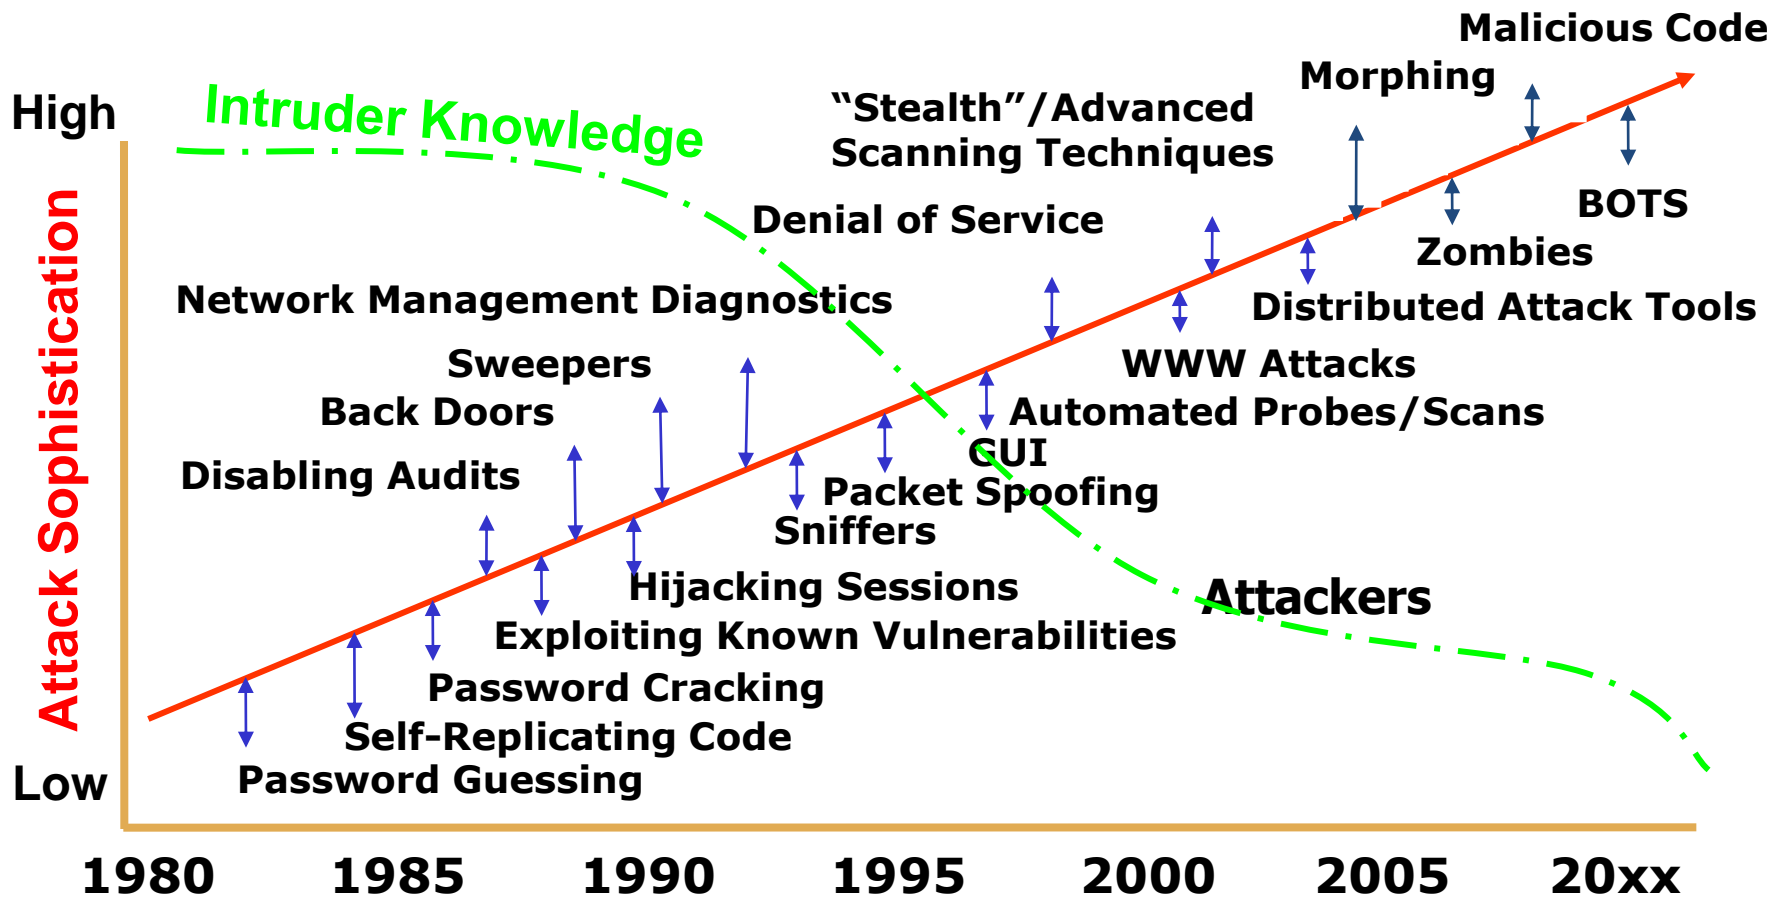 Malicious Code
Morphing
“Stealth”/Advanced
Scanning Techniques
High
Intruder Knowledge
BOTS
Denial of Service
Zombies
Network Management Diagnostics
Distributed Attack Tools
Sweepers
WWW Attacks
Back Doors
Automated Probes/Scans
GUI
Disabling Audits
Packet Spoofing
Sniffers
Attack Sophistication
Hijacking Sessions
Attackers
Exploiting Known Vulnerabilities
Password Cracking
Self-Replicating Code
Password Guessing
Low
1980 1985 1990 1995 2000 2005 20xx